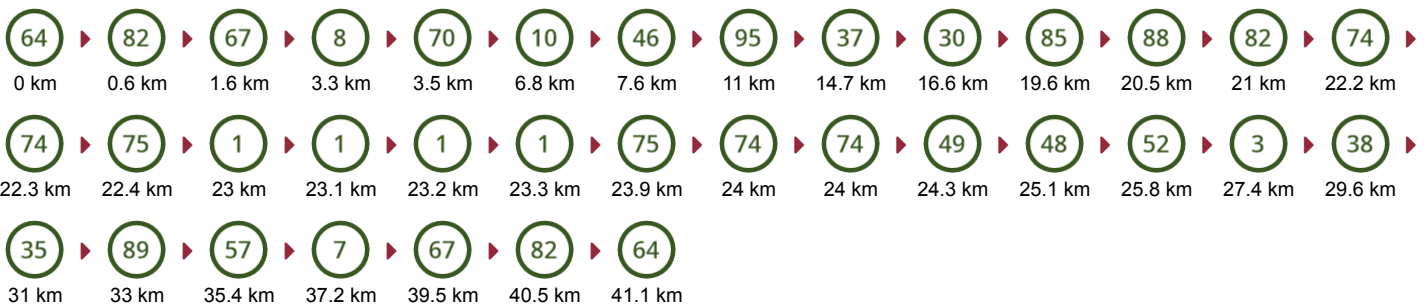 64 82 67 8 70 10 46 95 37 30 85 88 82 74
0 km 0.6 km 1.6 km 3.3 km 3.5 km 6.8 km 7.6 km 11 km 14.7 km 16.6 km 19.6 km 20.5 km 21 km 22.2 km
74 75 1 1 1 1 75 74 74 49 48 52 3 38
22.3 km 22.4 km 23 km 23.1 km 23.2 km 23.3 km 23.9 km 24 km 24 km 24.3 km 25.1 km 25.8 km 27.4 km 29.6 km
35 89 57 7 67 82 64
31 km 33 km 35.4 km 37.2 km 39.5 km 40.5 km 41.1 km